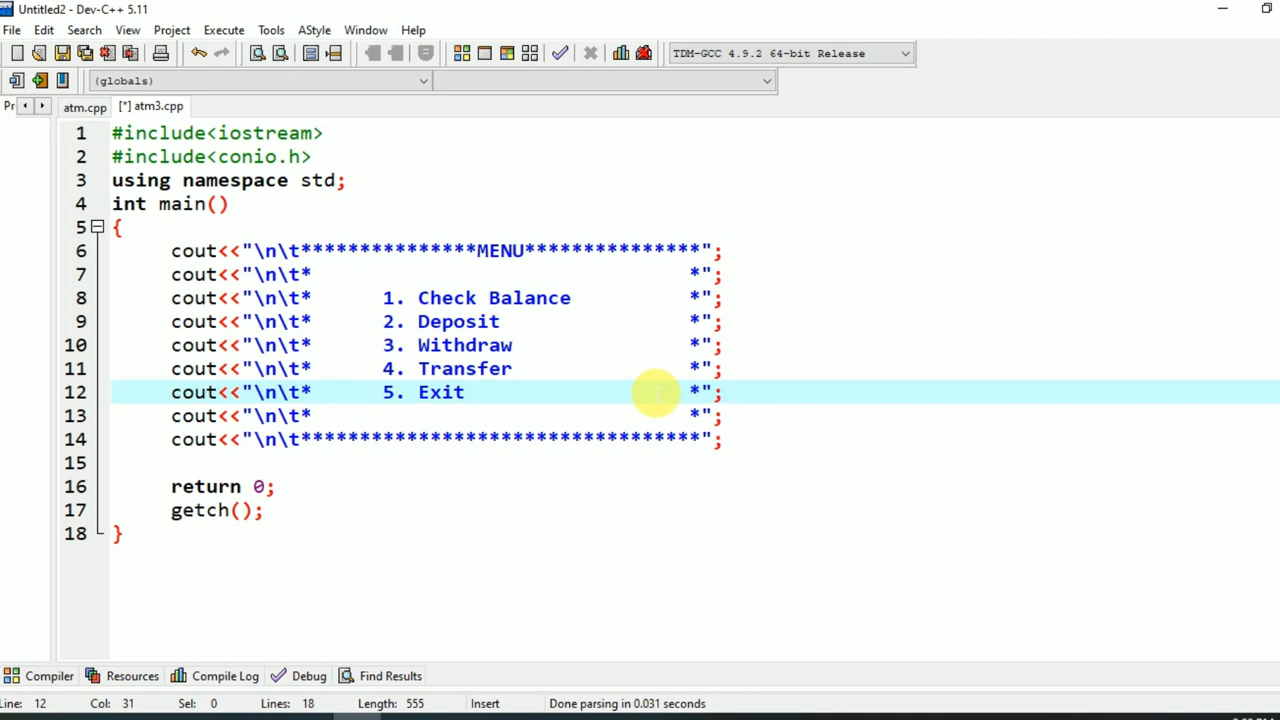 Untitled2 - Dev-C++ 5.11
File Edit Search View Project Execute Tools AStyle Window Help
TDM-GCC 4.9.2 64-bit Release
(globals)
Pr atm.cpp [*] atm3.cpp
1 #include<iostream>
2 #include<conio.h>
3 using namespace std;
4 int main()
5 {
6 cout<<"\n\t***************MENU***************";
7 cout<<"\n\t*                                *";
8 cout<<"\n\t*      1. Check Balance          *";
9 cout<<"\n\t*      2. Deposit                *";
10 cout<<"\n\t*      3. Withdraw               *";
11 cout<<"\n\t*      4. Transfer               *";
12 cout<<"\n\t*      5. Exit                   *";
13 cout<<"\n\t*                                *";
14 cout<<"\n\t**********************************";
15
16 return 0;
17 getch();
18 }
Compiler Resources Compile Log Debug Find Results
Line: 12 Col: 31 Sel: 0 Lines: 18 Length: 555 Insert Done parsing in 0.031 seconds